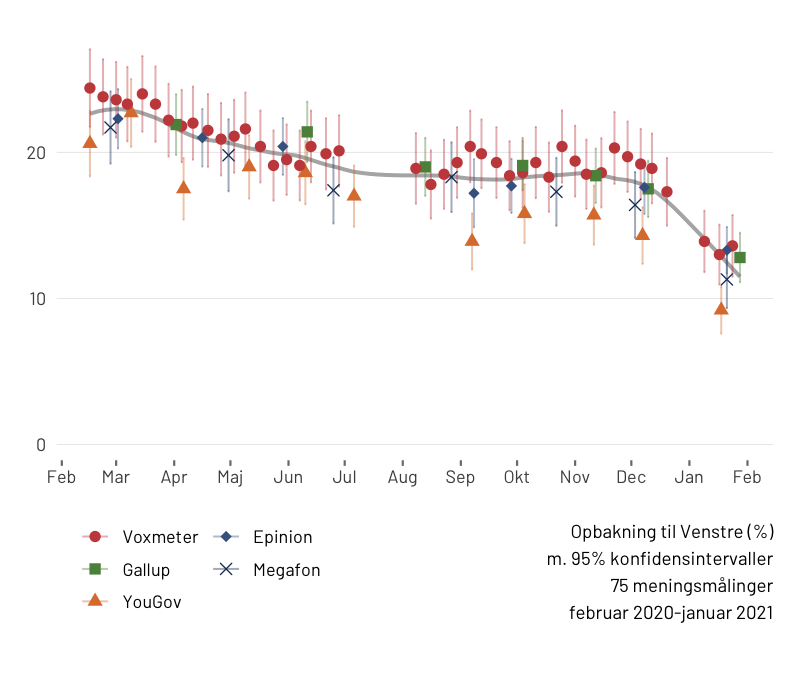 20
10
0
Feb Mar Apr Maj Jun Jul Aug Sep Okt Nov Dec Jan Feb
Voxmeter Epinion
Gallup Megafon
YouGov
Opbakning til Venstre (%)
m. 95% konfidensintervaller
75 meningsmålinger
februar 2020-januar 2021